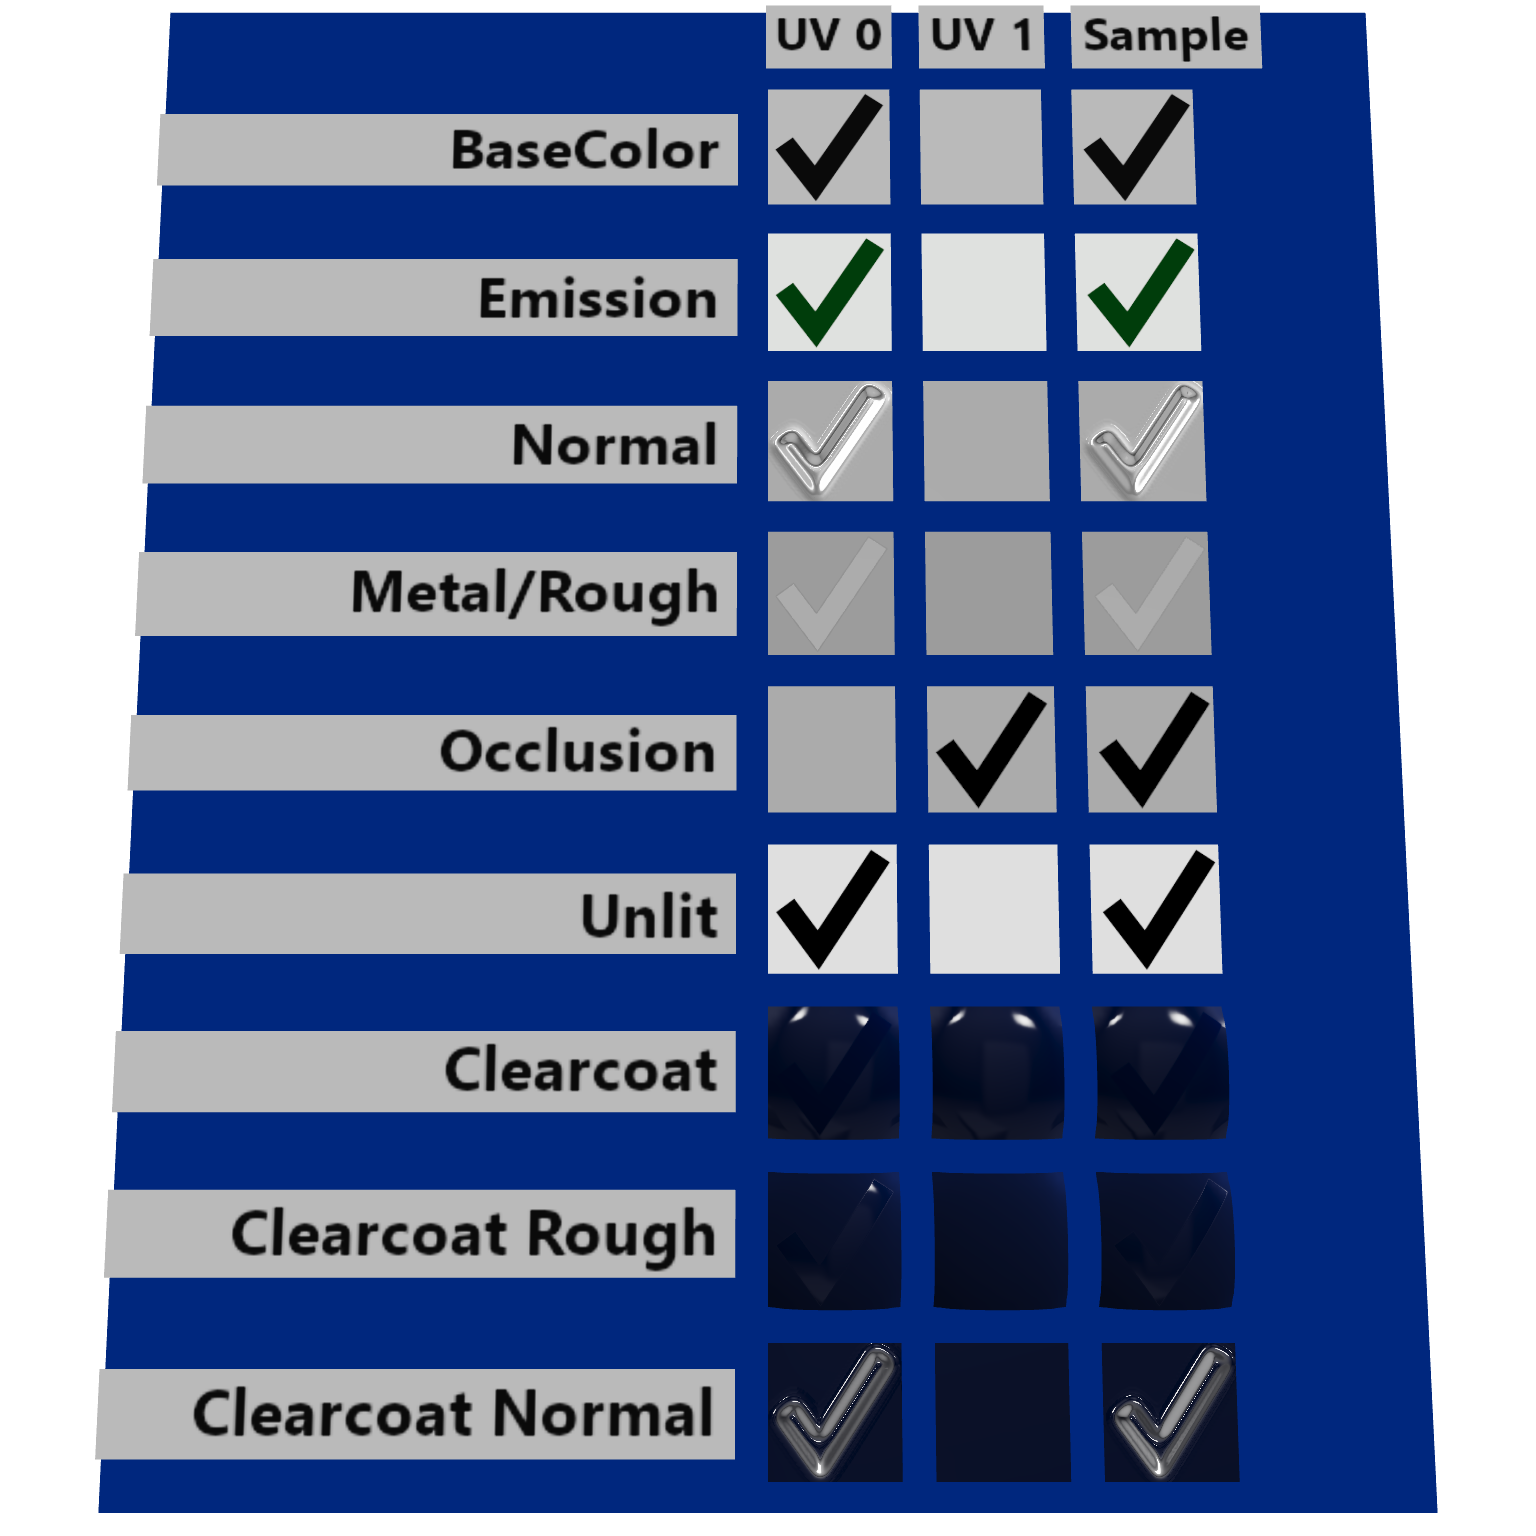 UV 0 UV 1 Sample
BaseColor
Emission
Normal
Metal/Rough
Occlusion
Unlit
Clearcoat
Clearcoat Rough
Clearcoat Normal